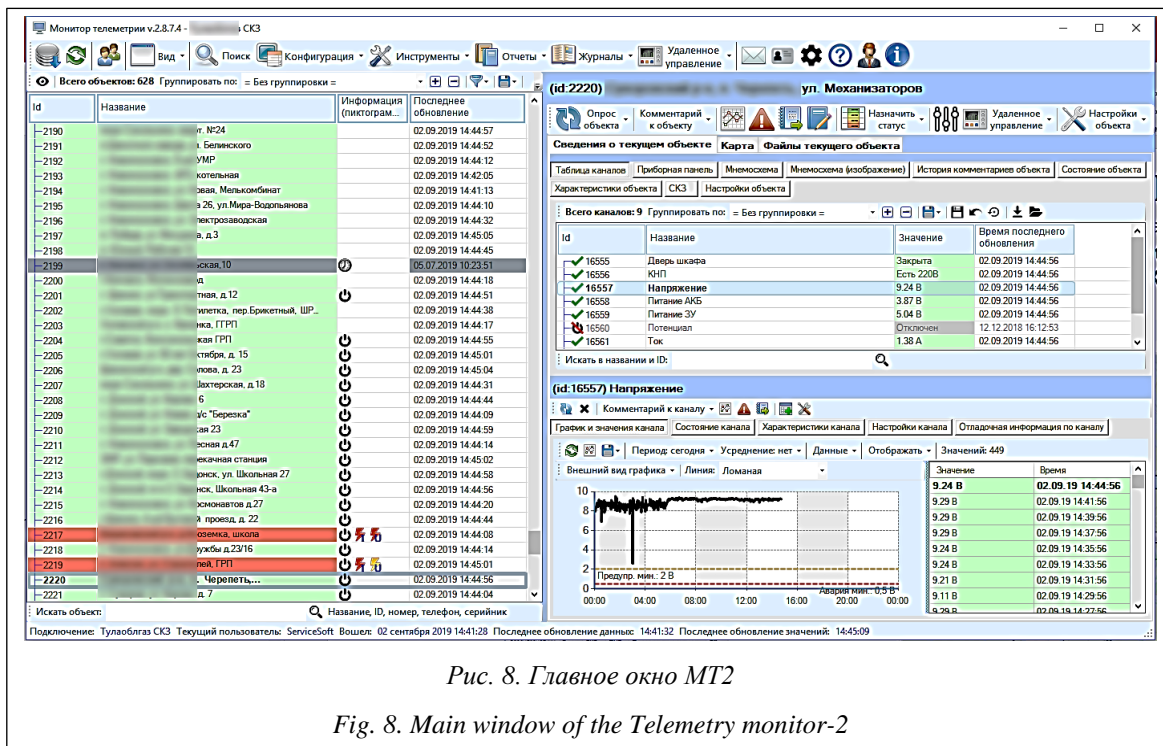 Монитор телеметрии v.2.8.7.4 - СКЗ
Вид Поиск Конфигурация Инструменты Отчеты Журналы Удаленное управление
Всего объектов: 628 Группировать по: = Без группировки =
Id Название Информация (пиктограм... Последнее обновление
2190 т. №24 02.09.2019 14:44:57
2191 . Белинского 02.09.2019 14:44:52
2192 УМР 02.09.2019 14:44:12
2193 котельная 02.09.2019 14:42:05
2194 овая, Мелькомбинат 02.09.2019 14:41:13
2195 а 26, ул.Мира-Водопьянова 02.09.2019 14:44:10
2196 лектрозаводская 02.09.2019 14:44:32
2197 а, д.3 02.09.2019 14:45:05
2198 02.09.2019 14:44:45
2199 ьская,10 05.07.2019 10:23:51
2200 02.09.2019 14:44:18
2201 тная, д.12 02.09.2019 14:44:51
2202 тилетка, пер.Брикетный, ШР... 02.09.2019 14:44:38
2203 нка, ГГРП 02.09.2019 14:44:17
2204 кая ГРП 02.09.2019 14:44:55
2205 ктября, д. 15 02.09.2019 14:45:01
2206 лова, д. 23 02.09.2019 14:45:04
2207 Шахтерская, д.18 02.09.2019 14:44:31
2208 6 02.09.2019 14:44:44
2209 д/с "Березка" 02.09.2019 14:44:09
2210 ая 23 02.09.2019 14:44:59
2211 есная д.47 02.09.2019 14:44:14
2212 екачная станция 02.09.2019 14:45:02
2213 онск, ул. Школьная 27 02.09.2019 14:44:58
2214 нск, Школьная 43-а 02.09.2019 14:44:56
2215 осмонавтов д.27 02.09.2019 14:44:20
2216 й проезд, д. 22 02.09.2019 14:44:44
2217 оземка, школа 02.09.2019 14:44:08
2218 ужбы д.23/16 02.09.2019 14:44:14
2219 лей, ГРП 02.09.2019 14:45:01
2220 . Черепеть,... 02.09.2019 14:44:56
2221 д. 7 02.09.2019 14:44:04
Искать объект: Название, ID, номер, телефон, серийник
(id:2220) ул. Механизаторов
Опрос объекта Комментарий к объекту Назначить статус Удаленное управление Настройки объекта
Сведения о текущем объекте Карта Файлы текущего объекта
Таблица каналов Приборная панель Мнемосхема Мнемосхема (изображение) История комментариев объекта Состояние объекта
Характеристики объекта СКЗ Настройки объекта
Всего каналов: 9 Группировать по: = Без группировки =
Id Название Значение Время последнего обновления
16555 Дверь шкафа Закрыта 02.09.2019 14:44:56
16556 КНП Есть 220В 02.09.2019 14:44:56
16557 Напряжение 9.24 В 02.09.2019 14:44:56
16558 Питание АКБ 3.87 В 02.09.2019 14:44:56
16559 Питание ЗУ 5.04 В 02.09.2019 14:44:56
16560 Потенциал Отключен 12.12.2018 16:12:53
16561 Ток 1.38 А 02.09.2019 14:44:56
Искать в названии и ID:
(id:16557) Напряжение
Комментарий к каналу
График и значения канала Состояние канала Характеристики канала Настройки канала Отладочная информация по каналу
Период: сегодня Усреднение: нет Данные Отображать Значений: 449
Внешний вид графика Линия: Ломаная
Значение Время
9.24 В 02.09.19 14:44:56
9.29 В 02.09.19 14:41:56
9.29 В 02.09.19 14:39:56
9.29 В 02.09.19 14:37:56
9.24 В 02.09.19 14:35:56
9.24 В 02.09.19 14:33:56
9.21 В 02.09.19 14:31:56
9.11 В 02.09.19 14:29:56
9.29 В 02.09.19 14:27:56
10
8
6
4
2
0
Предупр. мин.: 2 В
Авария мин.: 0,5 В
00:00 04:00 08:00 12:00 16:00 20:00 00:00
Подключение: Тулаоблгаз СКЗ Текущий пользователь: ServiceSoft Вошел: 02 сентября 2019 14:41:28 Последнее обновление данных: 14:41:32 Последнее обновление значений: 14:45:09
Рис. 8. Главное окно МТ2
Fig. 8. Main window of the Telemetry monitor-2